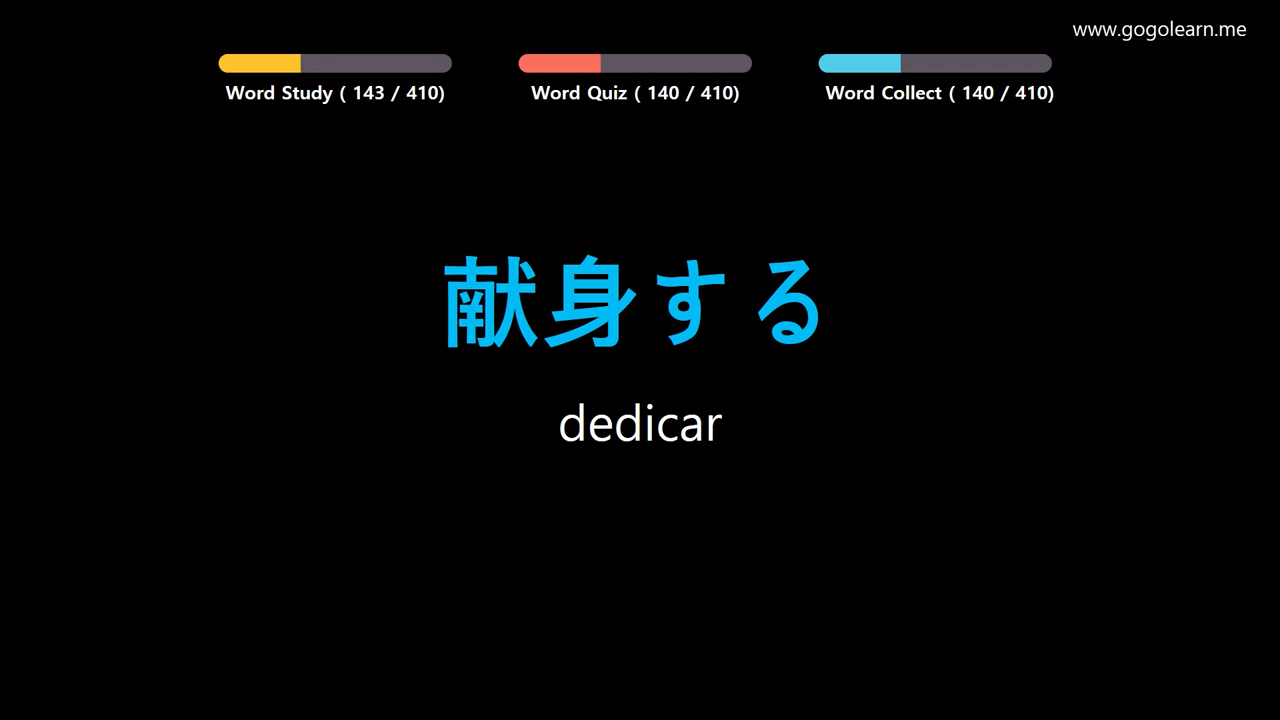 www.gogolearn.me
Word Study ( 143 / 410)
Word Quiz ( 140 / 410)
Word Collect ( 140 / 410)
献身する
dedicar